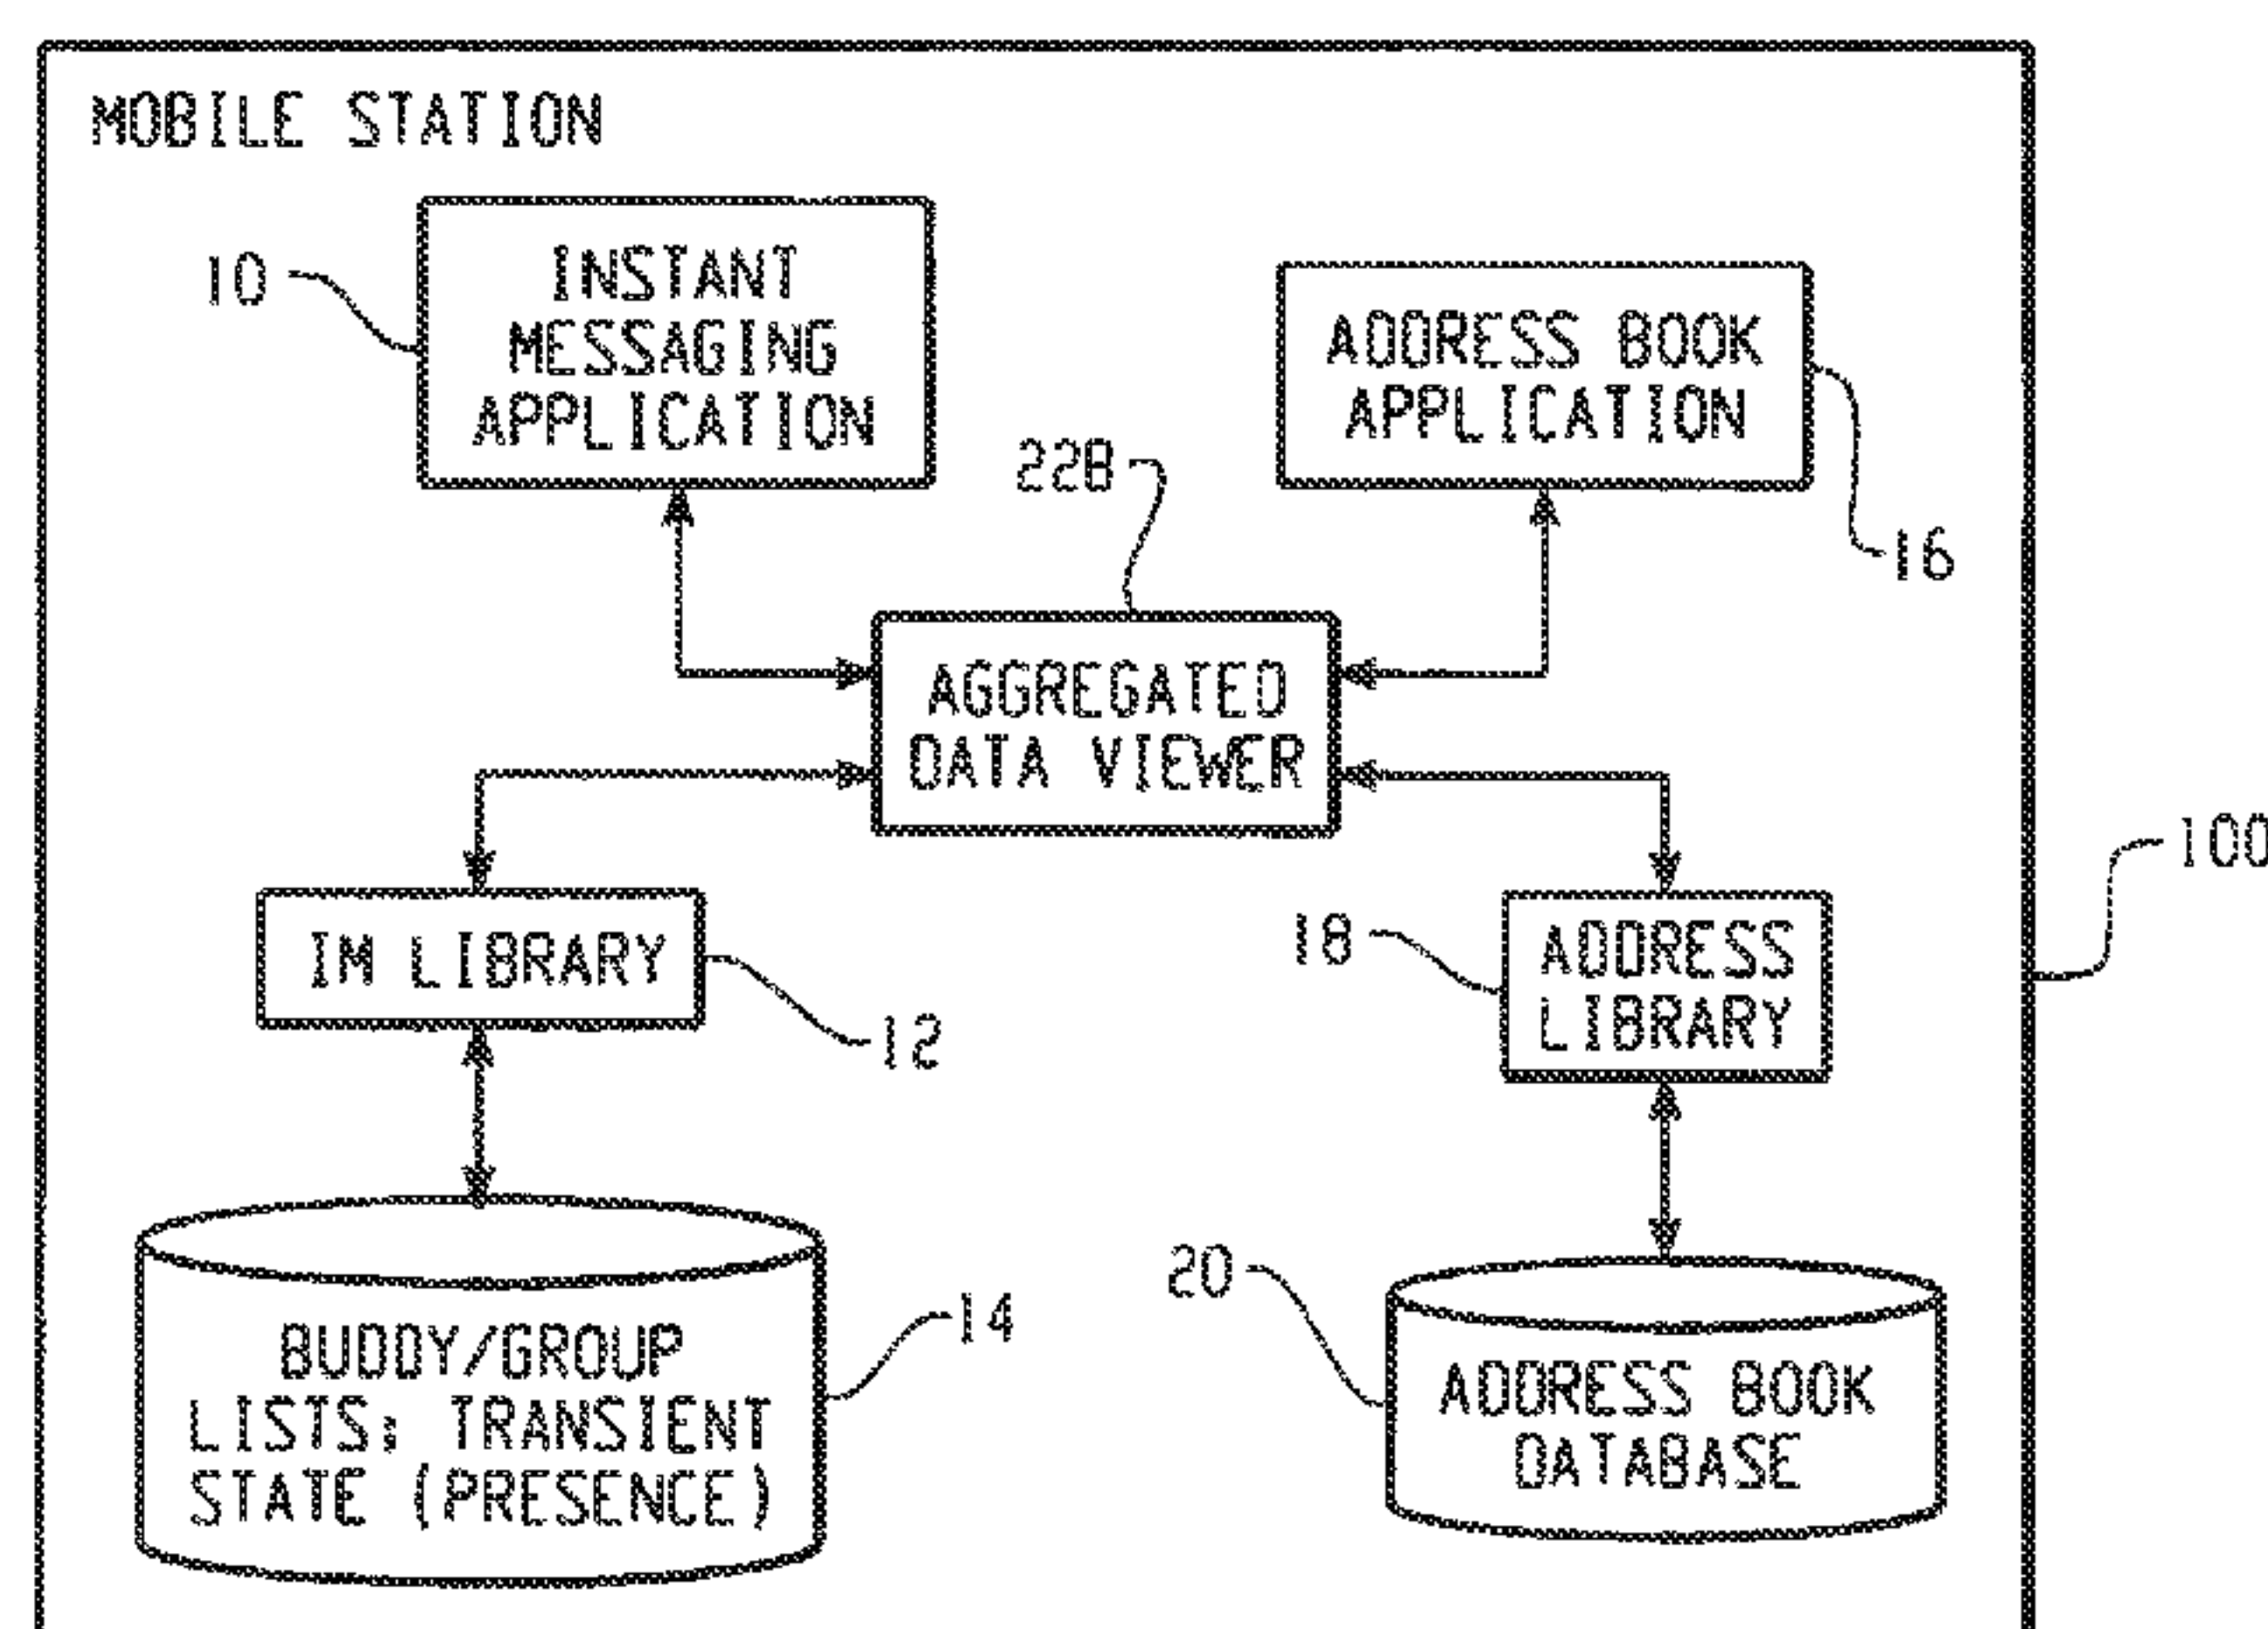 MOBILE STATION
10
INSTANT
MESSAGING
APPLICATION
ADDRESS BOOK
APPLICATION
22B
16
AGGREGATED
DATA VIEWER
100
IM LIBRARY
12
18
ADDRESS
LIBRARY
BUDDY/GROUP
LISTS; TRANSIENT
STATE (PRESENCE)
14
20
ADDRESS BOOK
DATABASE